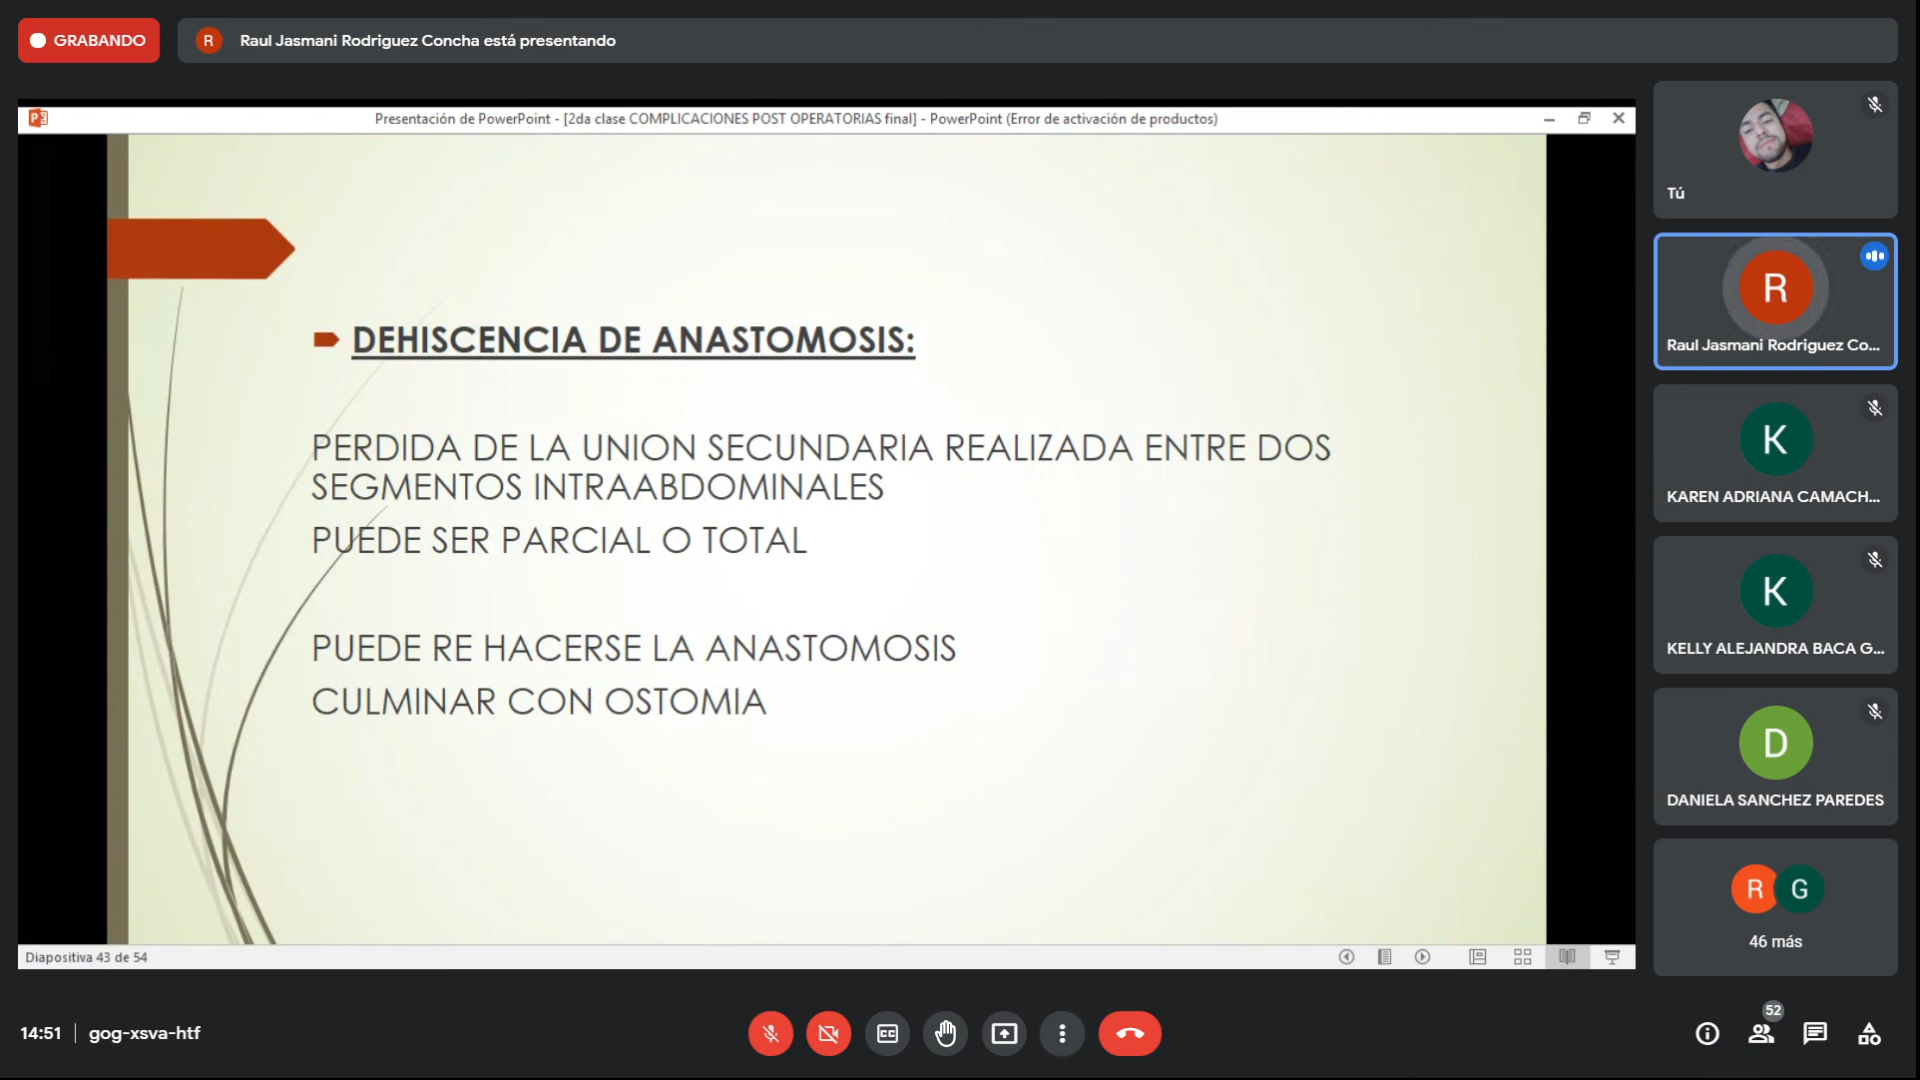 GRABANDO
R
Raul Jasmani Rodriguez Concha está presentando
Presentación de PowerPoint - [2da clase COMPLICACIONES POST OPERATORIAS final] - PowerPoint (Error de activación de productos)
DEHISCENCIA DE ANASTOMOSIS:
PERDIDA DE LA UNION SECUNDARIA REALIZADA ENTRE DOS
SEGMENTOS INTRAABDOMINALES
PUEDE SER PARCIAL O TOTAL
PUEDE RE HACERSE LA ANASTOMOSIS
CULMINAR CON OSTOMIA
Diapositiva 43 de 54
Tú
R
Raul Jasmani Rodriguez Co...
K
KAREN ADRIANA CAMACH...
K
KELLY ALEJANDRA BACA G...
D
DANIELA SANCHEZ PAREDES
R G
46 más
14:51 | gog-xsva-htf
CC
52